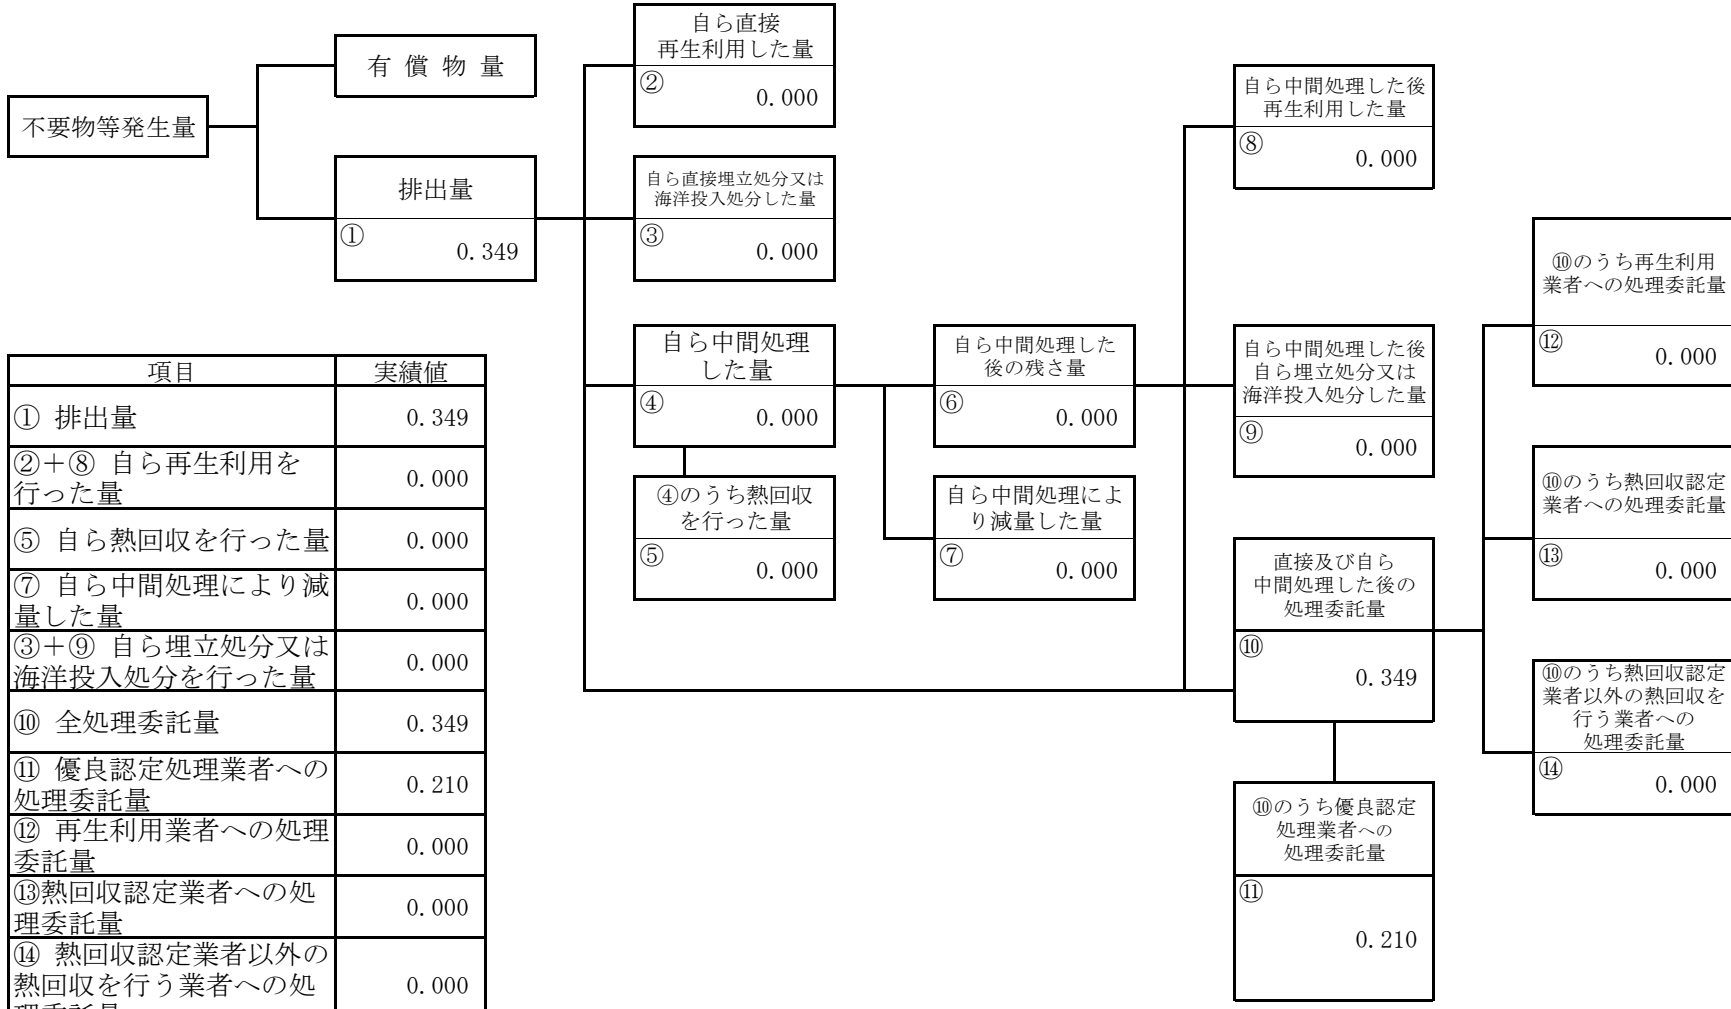 不要物等発生量
有 償 物 量
排出量
①
0.349
自ら直接
再生利用した量
②
0.000
自ら直接埋立処分又は
海洋投入処分した量
③
0.000
自ら中間処理
した量
④
0.000
④のうち熱回収
を行った量
⑤
0.000
自ら中間処理した
後の残さ量
⑥
0.000
自ら中間処理によ
り減量した量
⑦
0.000
自ら中間処理した後
再生利用した量
⑧
0.000
自ら中間処理した後
自ら埋立処分又は
海洋投入処分した量
⑨
0.000
直接及び自ら
中間処理した後の
処理委託量
⑩
0.349
⑩のうち優良認定
処理業者への
処理委託量
⑪
0.210
⑩のうち再生利用
業者への処理委託量
⑫
0.000
⑩のうち熱回収認定
業者への処理委託量
⑬
0.000
⑩のうち熱回収認定
業者以外の熱回収を
行う業者への
処理委託量
⑭
0.000
項目 実績値
① 排出量 0.349
②＋⑧ 自ら再生利用を
行った量 0.000
⑤ 自ら熱回収を行った量 0.000
⑦ 自ら中間処理により減
量した量 0.000
③＋⑨ 自ら埋立処分又は
海洋投入処分を行った量 0.000
⑩ 全処理委託量 0.349
⑪ 優良認定処理業者への
処理委託量 0.210
⑫ 再生利用業者への処理
委託量 0.000
⑬熱回収認定業者への処
理委託量 0.000
⑭ 熱回収認定業者以外の
熱回収を行う業者への処 0.000